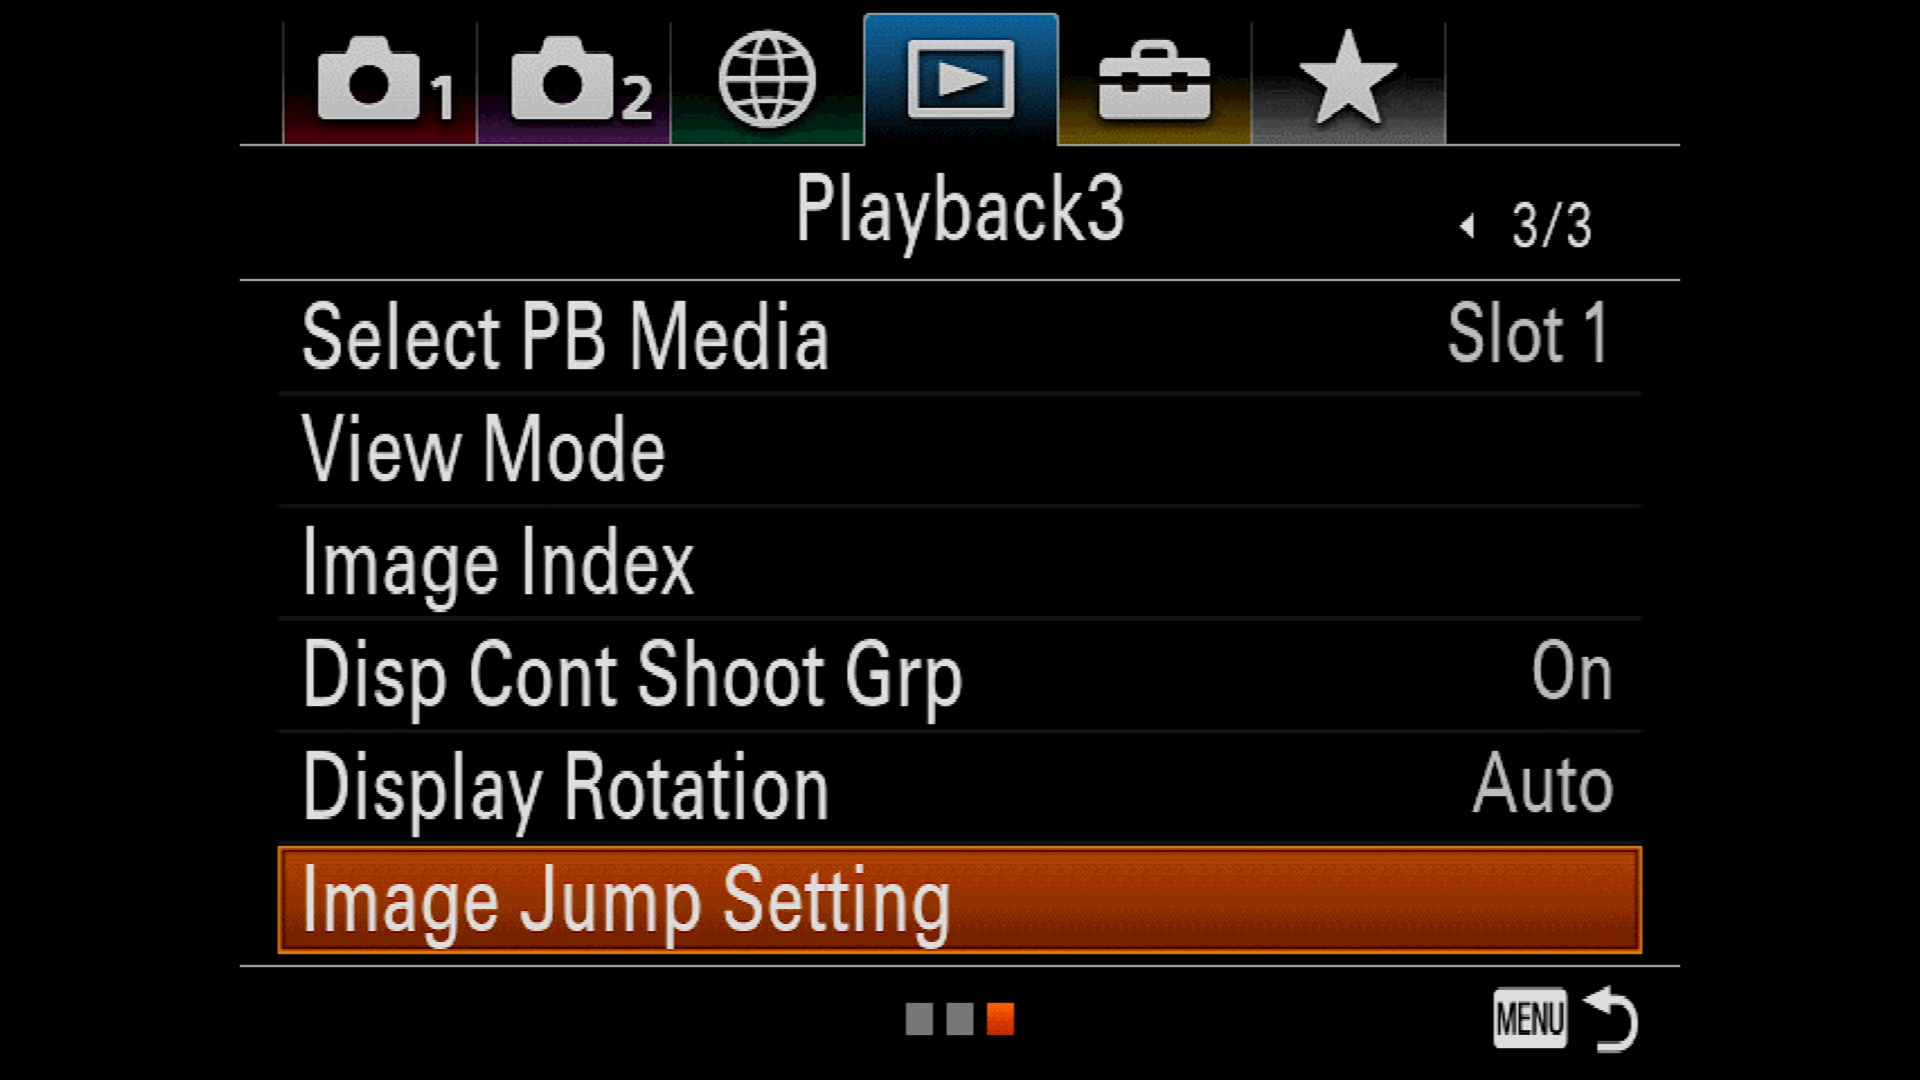 1 2
Playback3
3/3
Select PB Media Slot 1
View Mode
Image Index
Disp Cont Shoot Grp On
Display Rotation Auto
Image Jump Setting
MENU